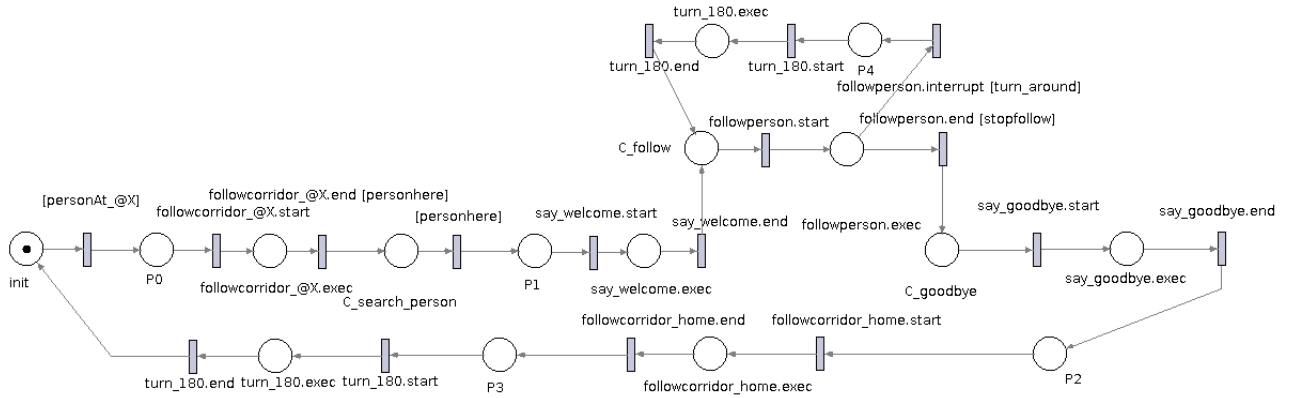 turn_180.exec
turn_180.end
turn_180.start
P4
followperson.interrupt [turn_around]
followperson.start
followperson.end [stopfollow]
C_follow
[personAt_@X]
followcorridor_@X.end [personhere]
followcorridor_@X.start
[personhere]
say_welcome.start
say_welcome.end
followperson.exec
say_goodbye.start
say_goodbye.end
init
P0
followcorridor_@X.exec
C_search_person
P1
say_welcome.exec
C_goodbye
say_goodbye.exec
followcorridor_home.end
followcorridor_home.start
turn_180.end
turn_180.exec
turn_180.start
P3
followcorridor_home.exec
P2